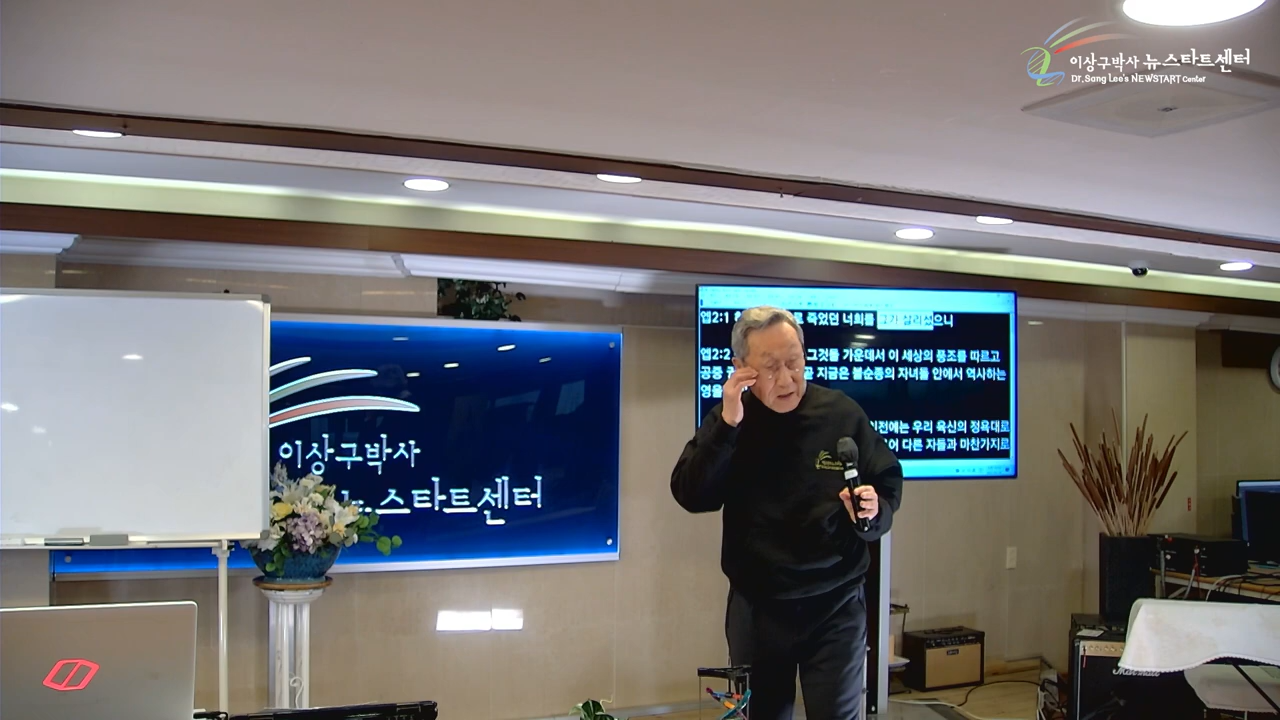 이상구박사 뉴스타트센터
Dr. Sang Lee's NEWSTART Center
엡2:1 죽었던 너희를 그가 살리셨으니
엡2:2 그것들 가운데서 이 세상의 풍조를 따르고
공중 지금은 불순종의 자녀들 안에서 역사하는
영을
이전에는 우리 육신의 정욕대로
다른 자들과 마찬가지로
이상구박사
뉴스타트센터
Marshall